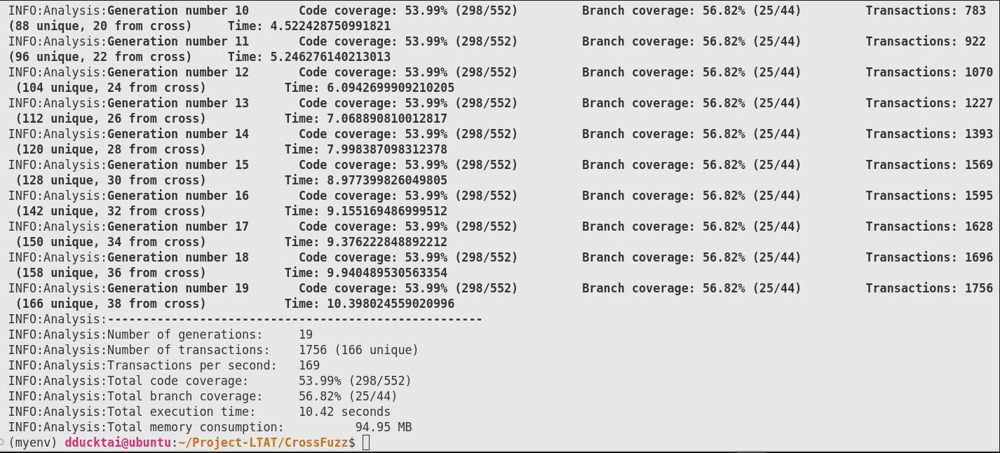 INFO:Analysis:Generation number 10 Code coverage: 53.99% (298/552) Branch coverage: 56.82% (25/44) Transactions: 783
(88 unique, 20 from cross) Time: 4.522428750991821
INFO:Analysis:Generation number 11 Code coverage: 53.99% (298/552) Branch coverage: 56.82% (25/44) Transactions: 922
(96 unique, 22 from cross) Time: 5.246276140213013
INFO:Analysis:Generation number 12 Code coverage: 53.99% (298/552) Branch coverage: 56.82% (25/44) Transactions: 1070
(104 unique, 24 from cross) Time: 6.0942699909210205
INFO:Analysis:Generation number 13 Code coverage: 53.99% (298/552) Branch coverage: 56.82% (25/44) Transactions: 1227
(112 unique, 26 from cross) Time: 7.068890810012817
INFO:Analysis:Generation number 14 Code coverage: 53.99% (298/552) Branch coverage: 56.82% (25/44) Transactions: 1393
(120 unique, 28 from cross) Time: 7.998387098312378
INFO:Analysis:Generation number 15 Code coverage: 53.99% (298/552) Branch coverage: 56.82% (25/44) Transactions: 1569
(128 unique, 30 from cross) Time: 8.977399826049805
INFO:Analysis:Generation number 16 Code coverage: 53.99% (298/552) Branch coverage: 56.82% (25/44) Transactions: 1595
(142 unique, 32 from cross) Time: 9.155169486999512
INFO:Analysis:Generation number 17 Code coverage: 53.99% (298/552) Branch coverage: 56.82% (25/44) Transactions: 1628
(150 unique, 34 from cross) Time: 9.376222848892212
INFO:Analysis:Generation number 18 Code coverage: 53.99% (298/552) Branch coverage: 56.82% (25/44) Transactions: 1696
(158 unique, 36 from cross) Time: 9.940489530563354
INFO:Analysis:Generation number 19 Code coverage: 53.99% (298/552) Branch coverage: 56.82% (25/44) Transactions: 1756
(166 unique, 38 from cross) Time: 10.398024559020996
INFO:Analysis:-----------------------------------------------------
INFO:Analysis:Number of generations: 19
INFO:Analysis:Number of transactions: 1756 (166 unique)
INFO:Analysis:Transactions per second: 169
INFO:Analysis:Total code coverage: 53.99% (298/552)
INFO:Analysis:Total branch coverage: 56.82% (25/44)
INFO:Analysis:Total execution time: 10.42 seconds
INFO:Analysis:Total memory consumption: 94.95 MB
(myenv) dducktai@ubuntu:~/Project-LTAT/CrossFuzz$